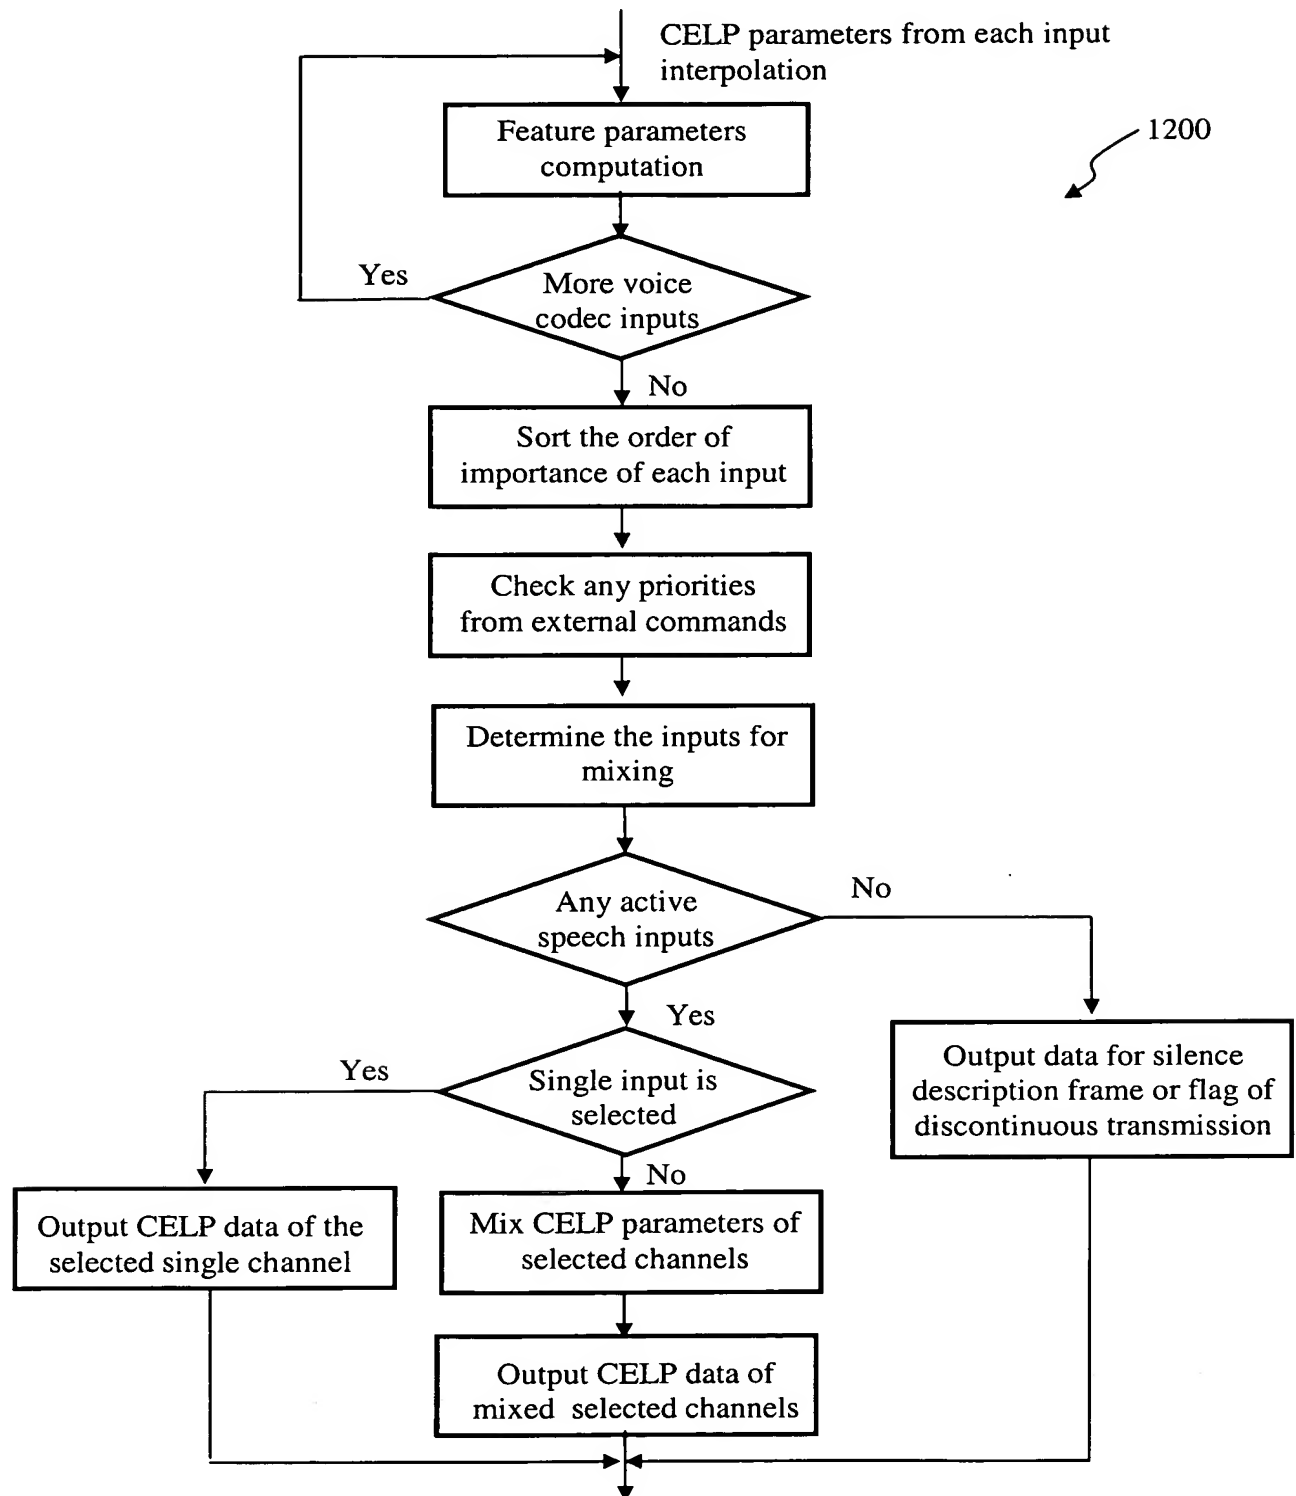 CELP parameters from each input
interpolation
1200
Feature parameters
computation
Yes
More voice
codec inputs
No
Sort the order of
importance of each input
Check any priorities
from external commands
Determine the inputs for
mixing
No
Any active
speech inputs
Yes
Yes
Single input is
selected
Output data for silence
description frame or flag of
discontinuous transmission
No
Output CELP data of the
selected single channel
Mix CELP parameters of
selected channels
Output CELP data of
mixed selected channels